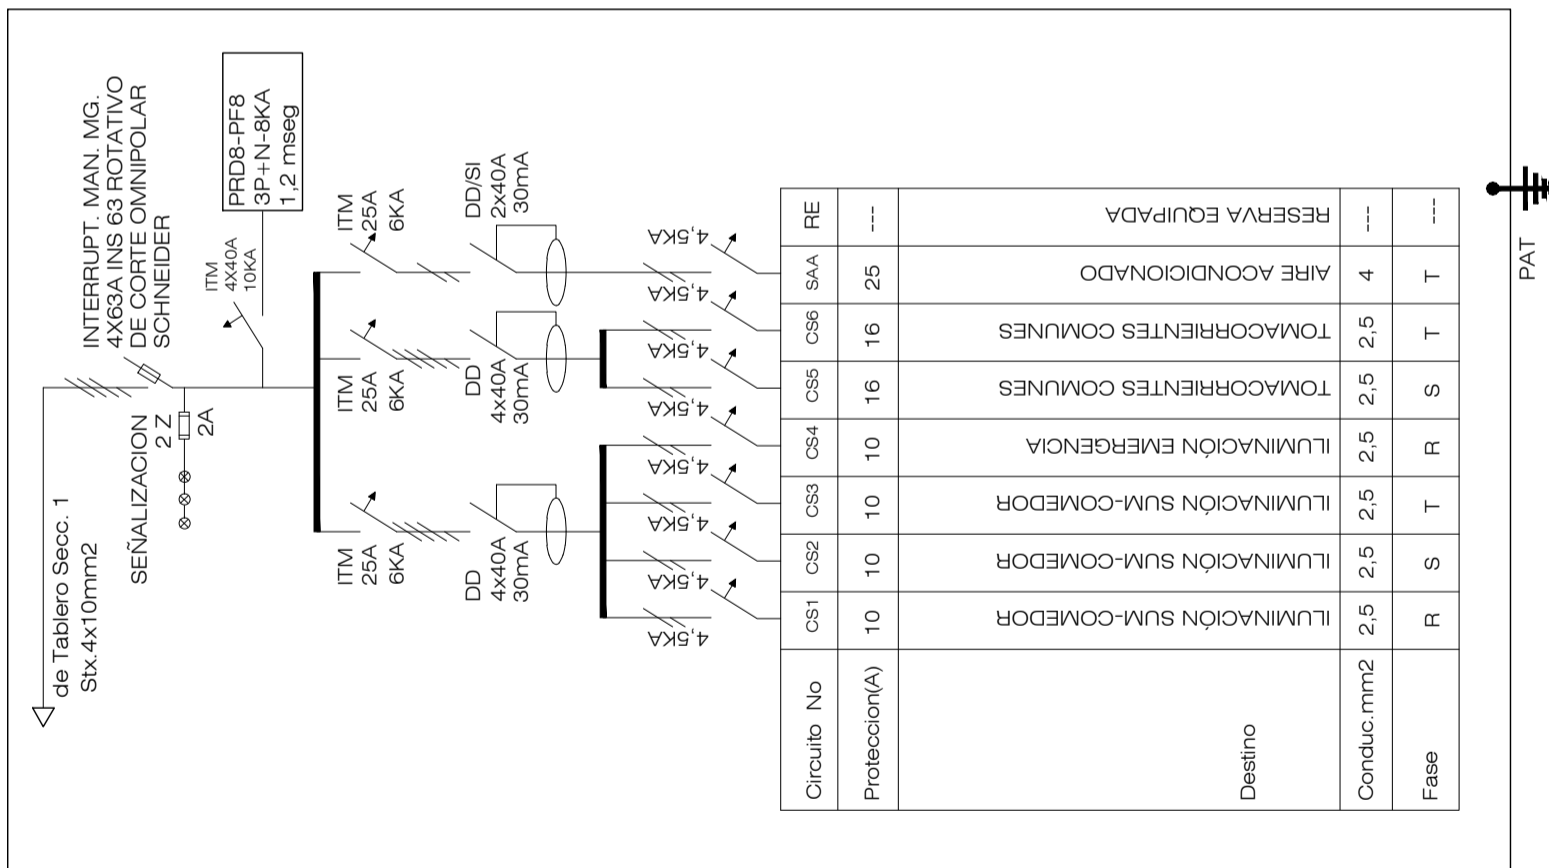 de Tablero Secc. 1
Stx.4x10mm2
SEÑALIZACION
2 Z
2A
INTERRUPT. MAN. MG.
4X63A INS 63 ROTATIVO
DE CORTE OMNIPOLAR
SCHNEIDER
ITM
4X40A
10KA
PRD8-PF8
3P+N-8KA
1,2 mseg
ITM
25A
6KA
ITM
25A
6KA
ITM
25A
6KA
DD
4x40A
30mA
DD
4x40A
30mA
DD/SI
2x40A
30mA
4,5KA
4,5KA
4,5KA
4,5KA
4,5KA
4,5KA
4,5KA
4,5KA
Circuito No CS1 CS2 CS3 CS4 CS5 CS6 SAA RE
Proteccion(A) 10 10 10 10 16 16 25 ---
Destino
ILUMINACIÓN SUM-COMEDOR
ILUMINACIÓN SUM-COMEDOR
ILUMINACIÓN SUM-COMEDOR
ILUMINACIÓN EMERGENCIA
TOMACORRIENTES COMUNES
TOMACORRIENTES COMUNES
AIRE ACONDICIONADO
RESERVA EQUIPADA
Conduc.mm2 2,5 2,5 2,5 2,5 2,5 2,5 4 ---
Fase R S T R S T T ---
PAT